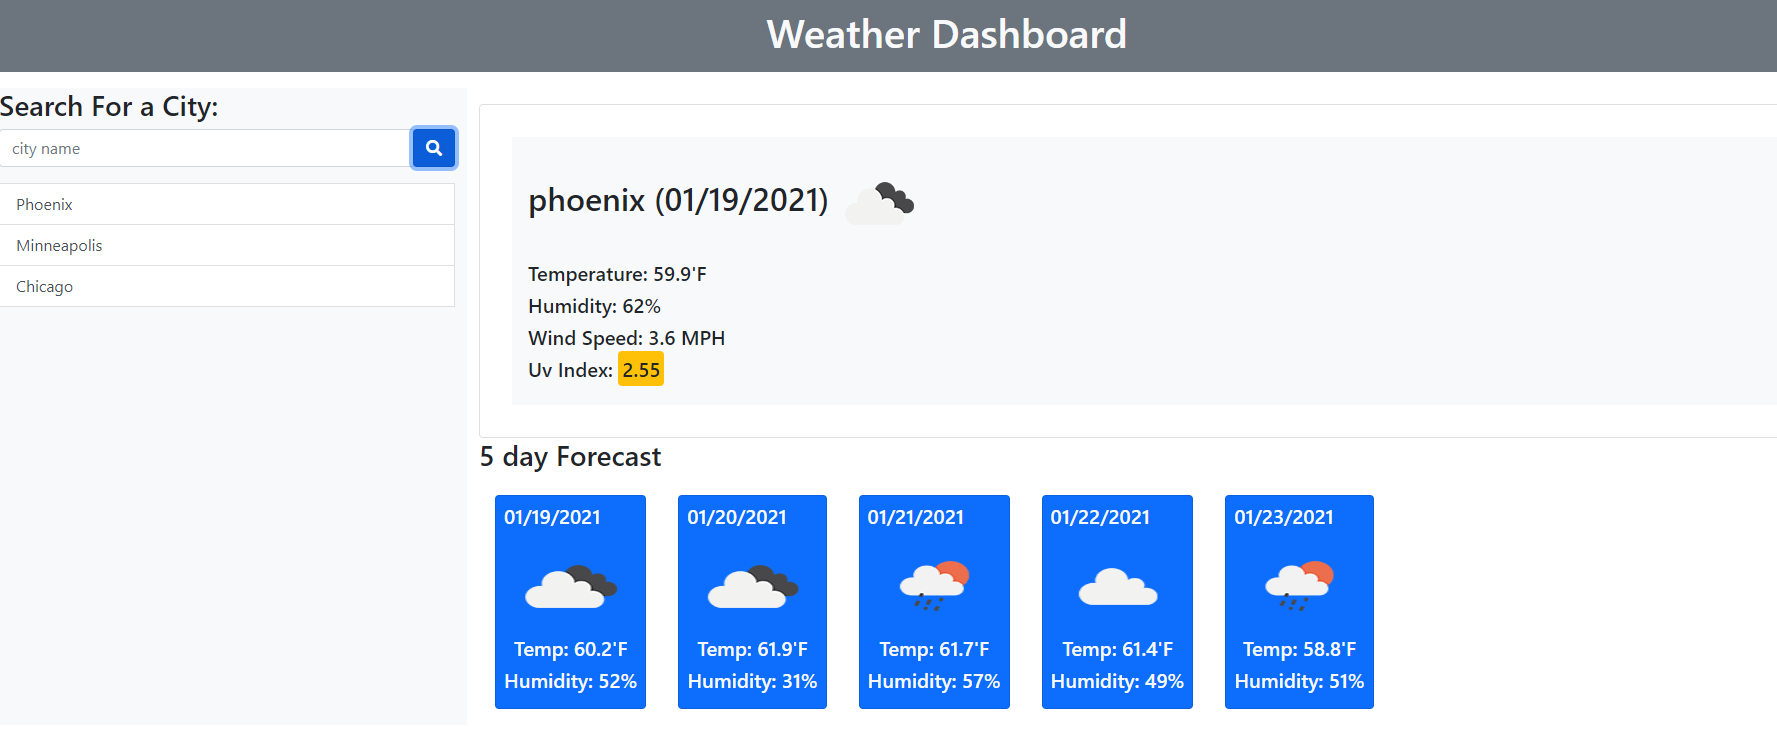 Weather Dashboard
Search For a City:
city name
Phoenix
Minneapolis
Chicago
phoenix (01/19/2021)
Temperature: 59.9'F
Humidity: 62%
Wind Speed: 3.6 MPH
Uv Index: 2.55
5 day Forecast
01/19/2021
Temp: 60.2'F
Humidity: 52%
01/20/2021
Temp: 61.9'F
Humidity: 31%
01/21/2021
Temp: 61.7'F
Humidity: 57%
01/22/2021
Temp: 61.4'F
Humidity: 49%
01/23/2021
Temp: 58.8'F
Humidity: 51%